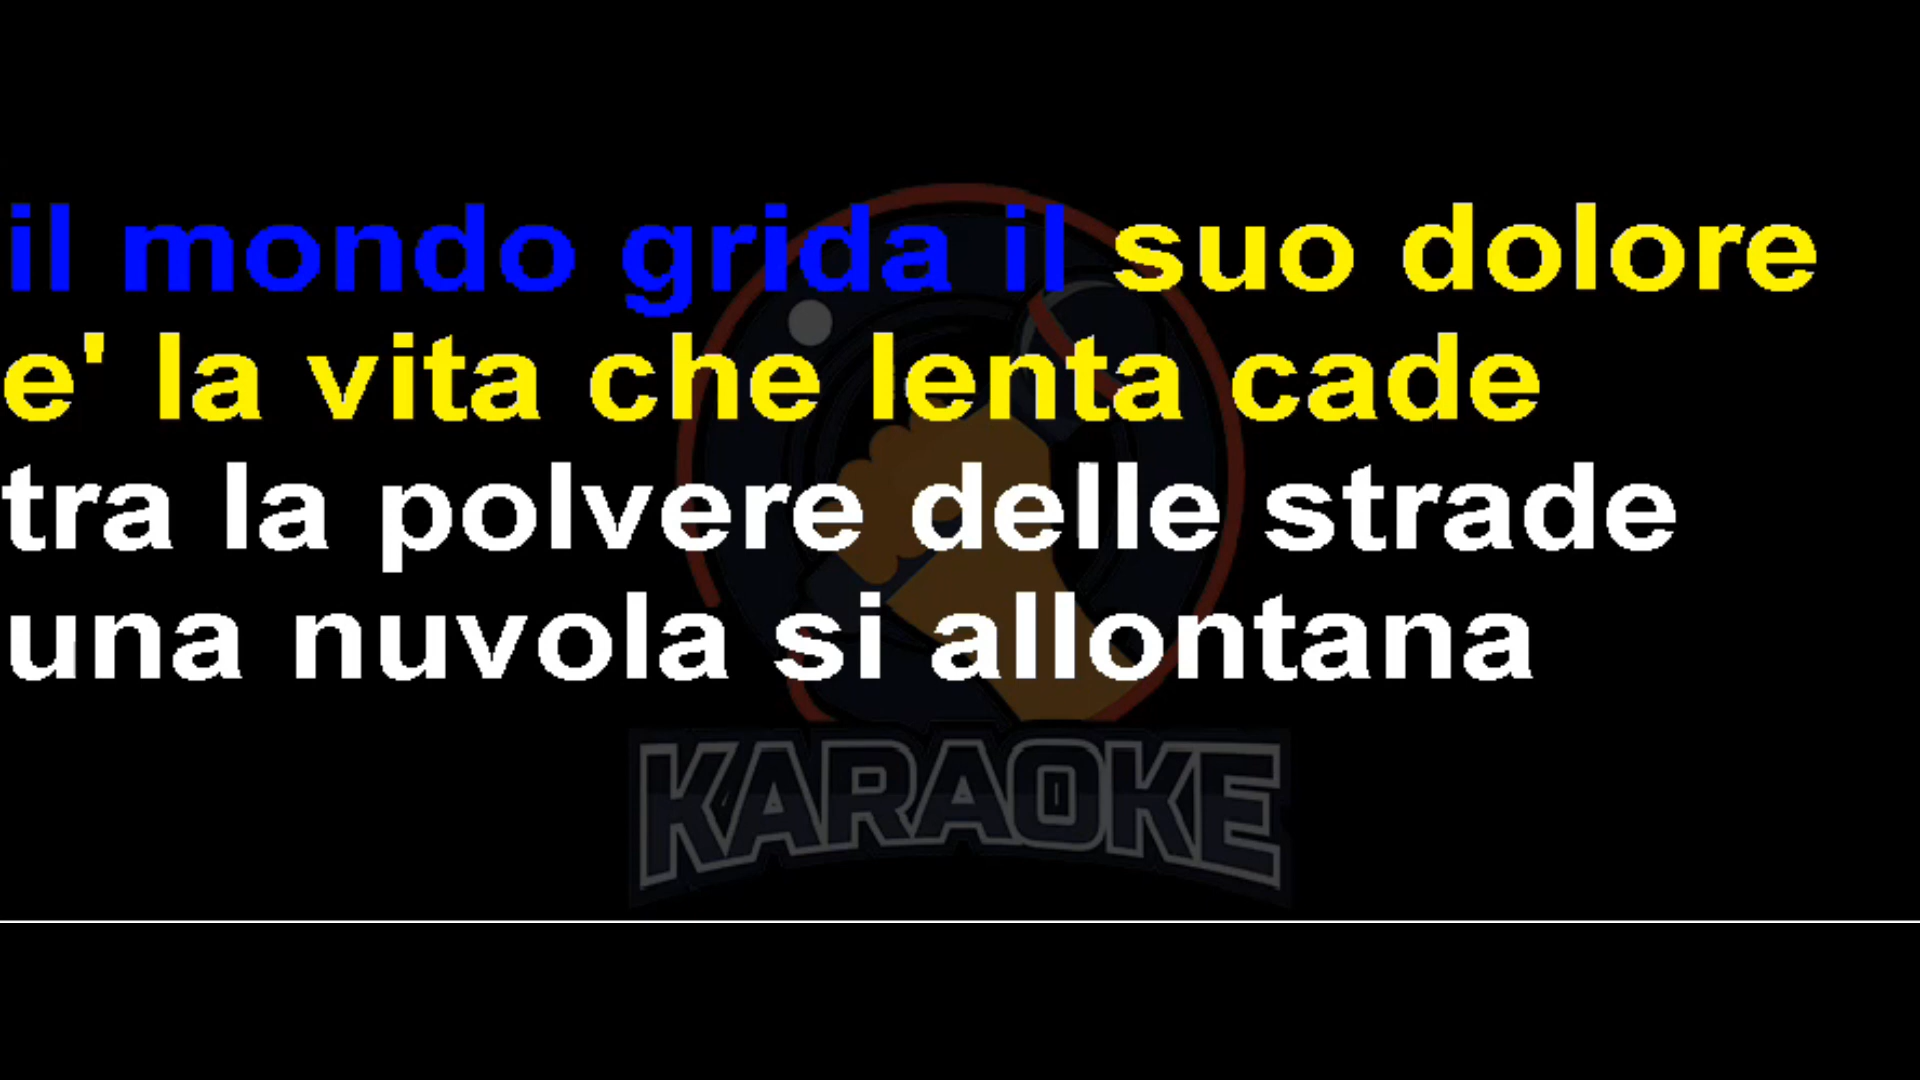 il mondo grida il suo dolore
e' la vita che lenta cade
tra la polvere delle strade
una nuvola si allontana
KARAOKE